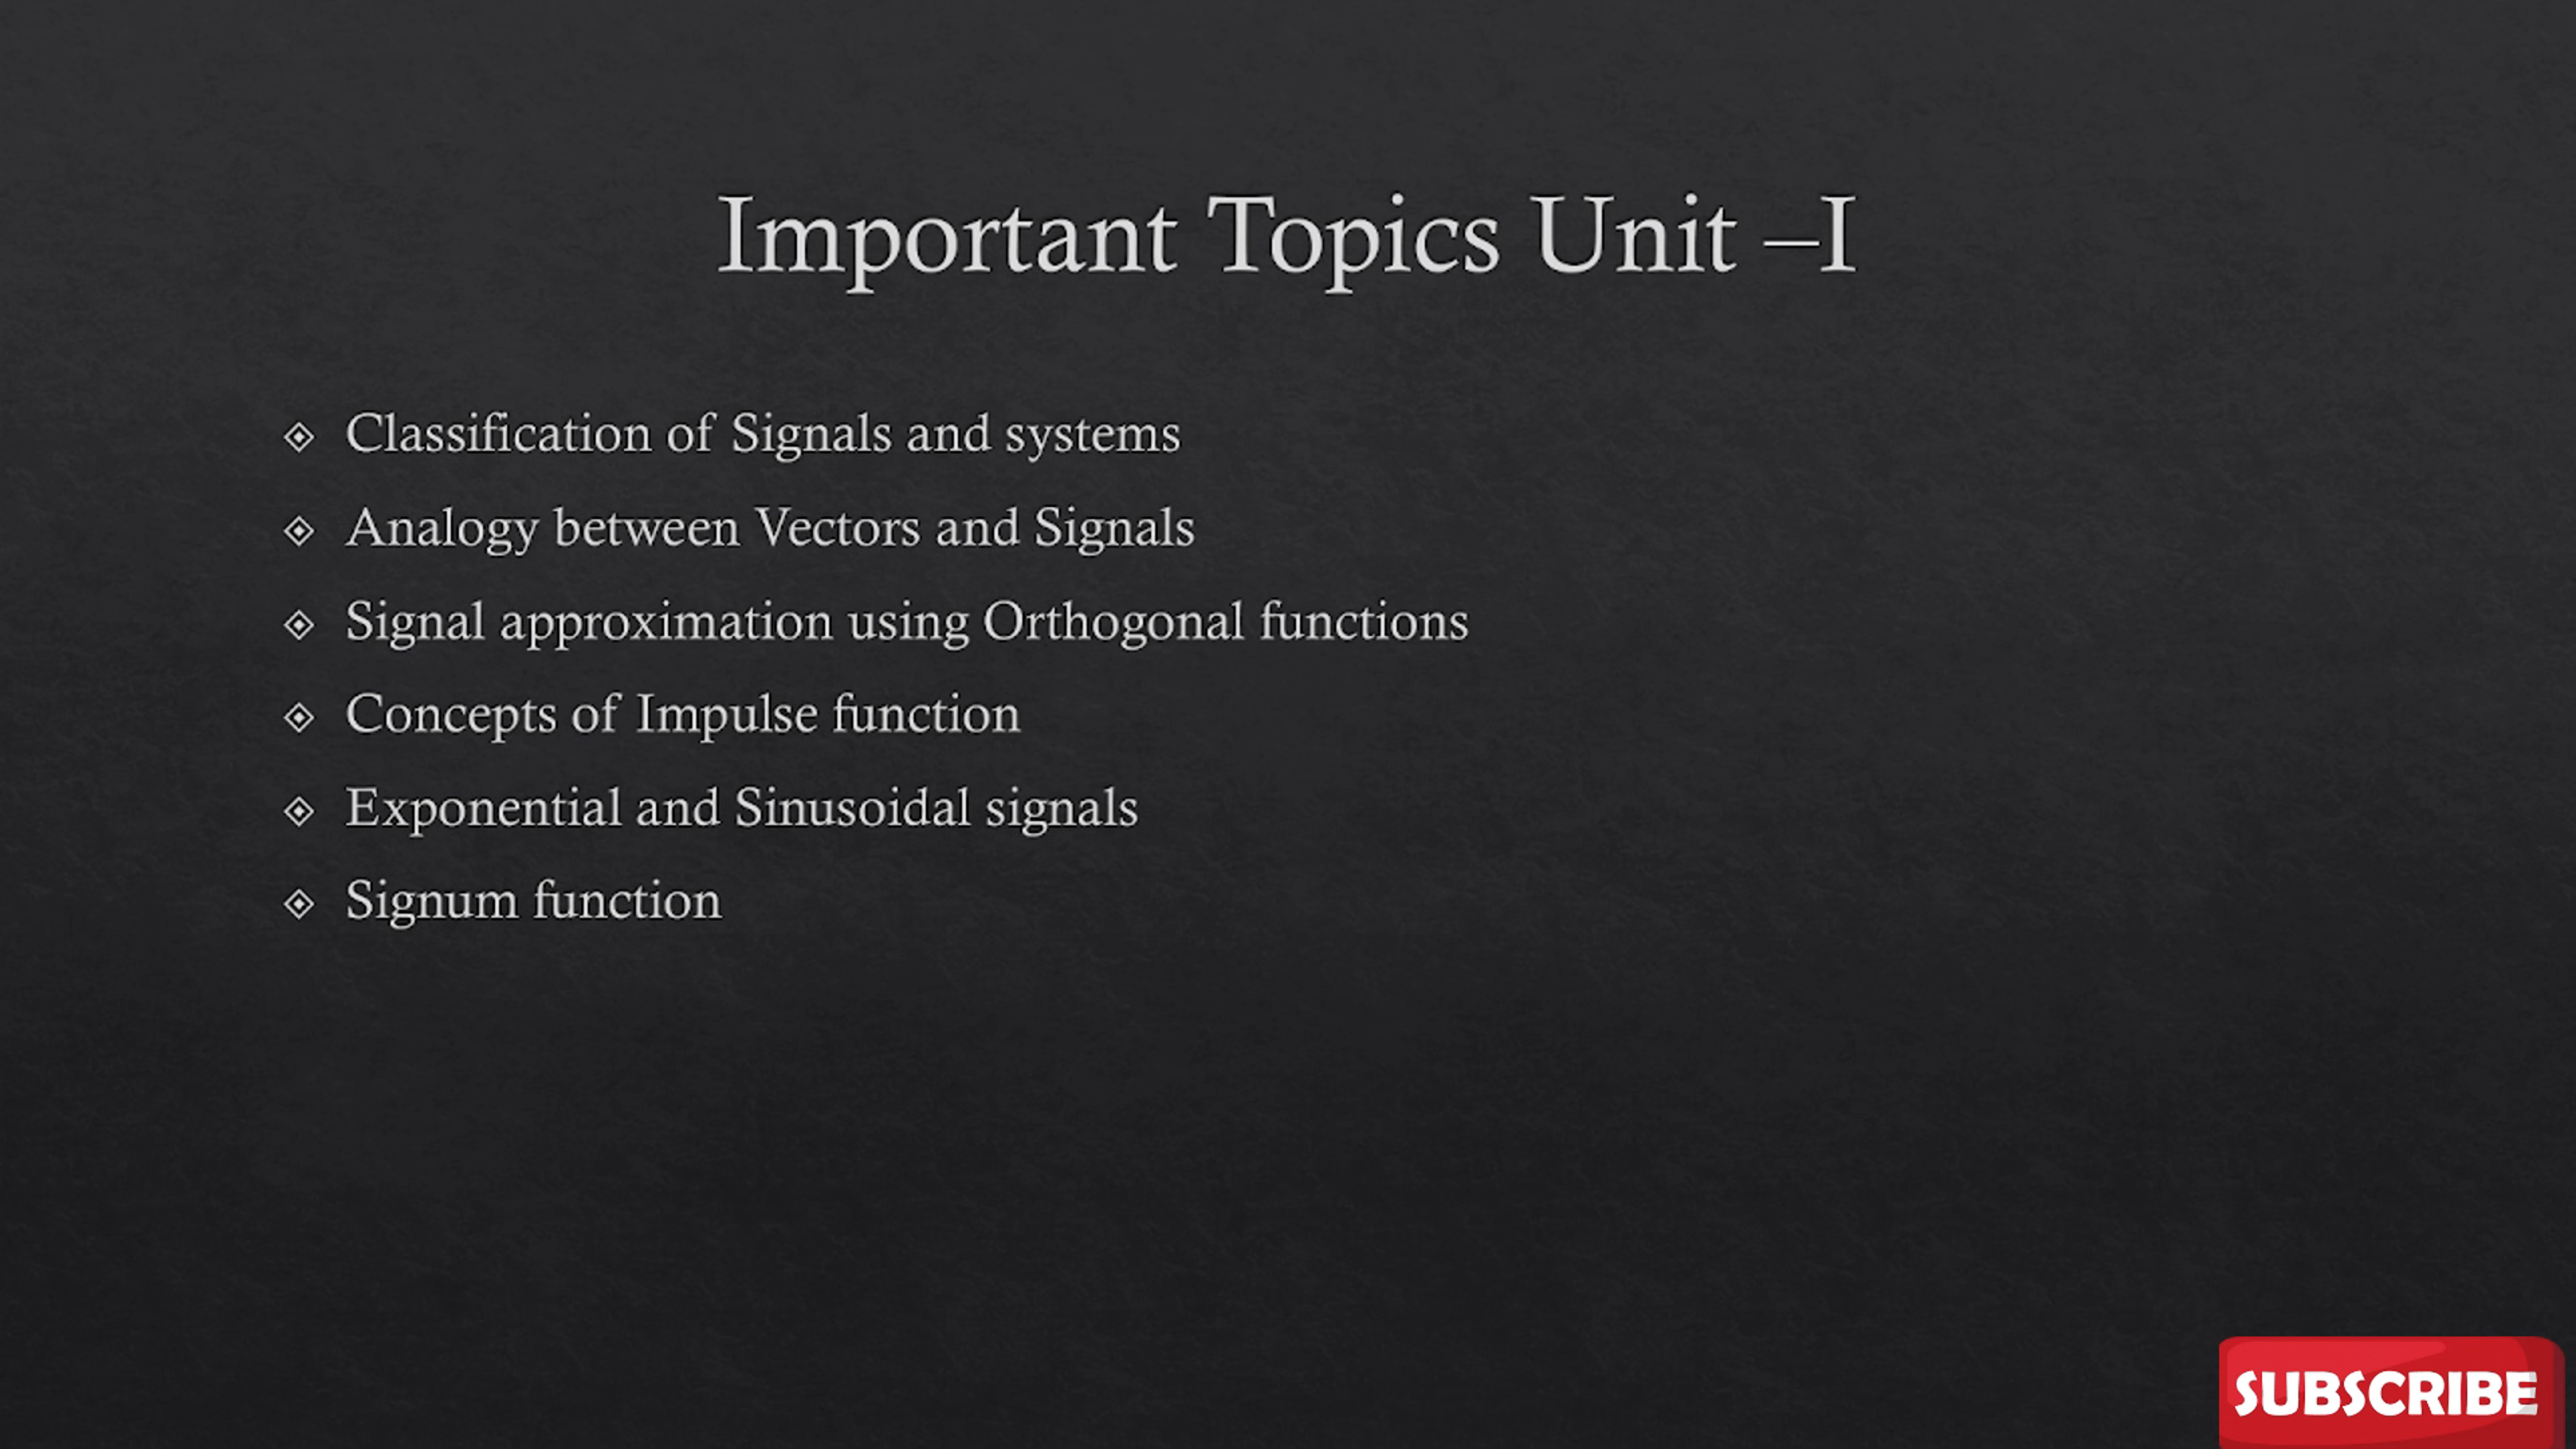 Important Topics Unit –I
Classification of Signals and systems
Analogy between Vectors and Signals
Signal approximation using Orthogonal functions
Concepts of Impulse function
Exponential and Sinusoidal signals
Signum function
SUBSCRIBE